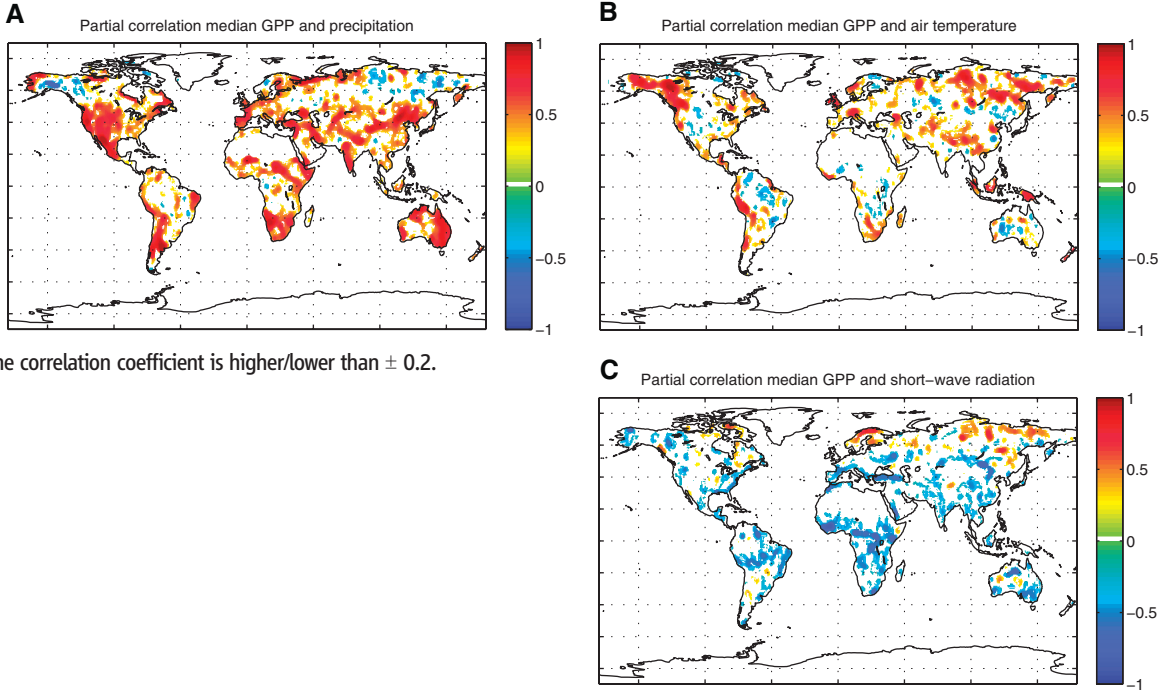 A
Partial correlation median GPP and precipitation
1
0.5
0
−0.5
−1
B
Partial correlation median GPP and air temperature
1
0.5
0
−0.5
−1
ne correlation coefficient is higher/lower than ± 0.2.
C
Partial correlation median GPP and short−wave radiation
1
0.5
0
−0.5
−1